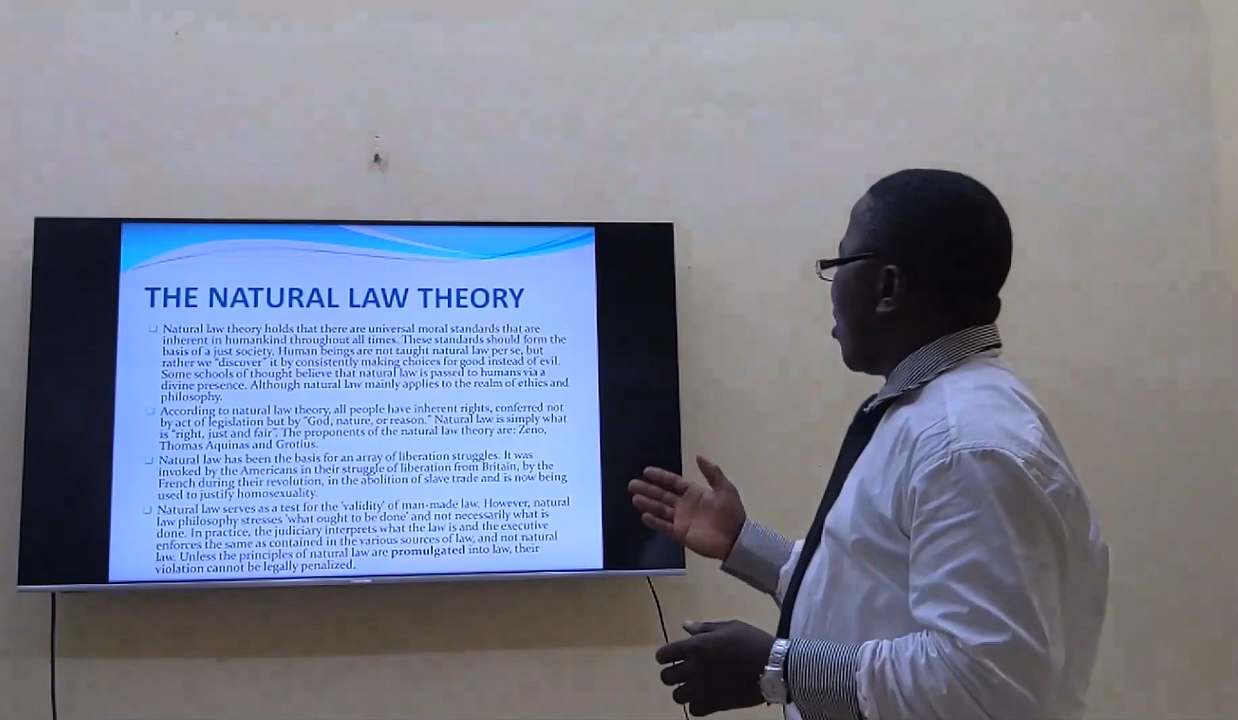 THE NATURAL LAW THEORY
Natural law theory holds that there are universal moral standards that are
inherent in humankind throughout all times. These standards should form the
basis of a just society. Human beings are not taught natural law per se, but
rather we "discover" it by consistently making choices for good instead of evil.
Some schools of thought believe that natural law is passed to humans via a
divine presence. Although natural law mainly applies to the realm of ethics and
philosophy.
According to natural law theory, all people have inherent rights, conferred not
by act of legislation but by "God, nature, or reason." Natural law is simply what
is "right, just and fair". The proponents of the natural law theory are: Zeno,
Thomas Aquinas and Grotius.
Natural law has been the basis for an array of liberation struggles. It was
invoked by the Americans in their struggle of liberation from Britain, by the
French during their revolution, in the abolition of slave trade and is now being
used to justify homosexuality.
Natural law serves as a test for the 'validity' of man-made law. However, natural
law philosophy stresses 'what ought to be done' and not necessarily what is
done. In practice, the judiciary interprets what the law is and the executive
enforces the same as contained in the various sources of law, and not natural
law. Unless the principles of natural law are promulgated into law, their
violation cannot be legally penalized.